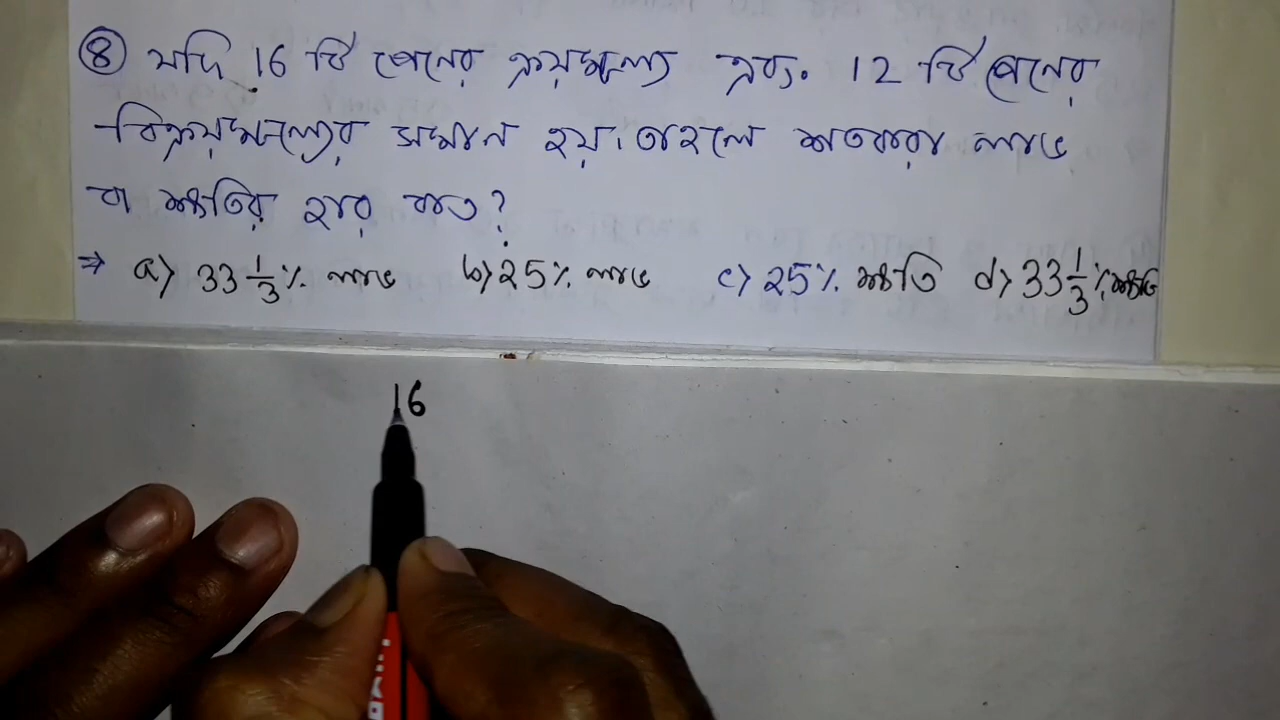 ⑧ যদি 16 টি পেনের ক্রয়মূল্য এবং 12 টি পেনের
বিক্রয়মূল্যের সমান হয়। তাহলে শতকরা লাভ
বা ক্ষতির হার কত?
⇒ a) 33 1/3 % লাভ b) 25% লাভ c) 25% ক্ষতি d) 33 1/3 % ক্ষতি
16